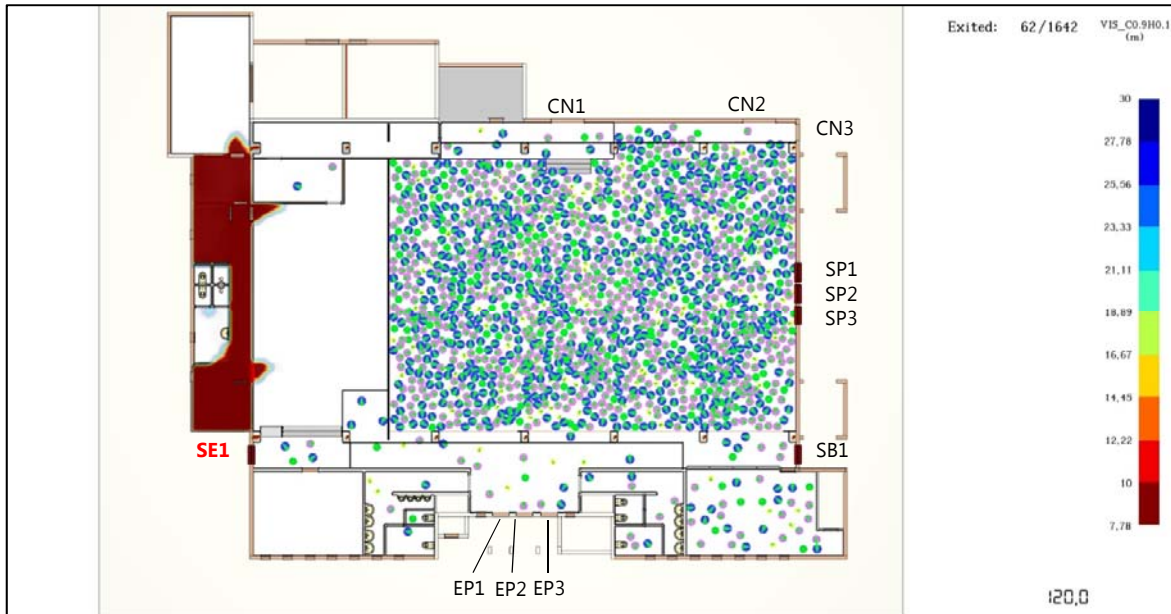 Exited: 62/1642 VIS_C0.9H0.1
(m)
30
27,78
25,56
23,33
21,11
18,89
16,67
14,45
12,22
10
7,78
CN1
CN2
CN3
SP1
SP2
SP3
SE1
SB1
EP1 EP2 EP3
120,0